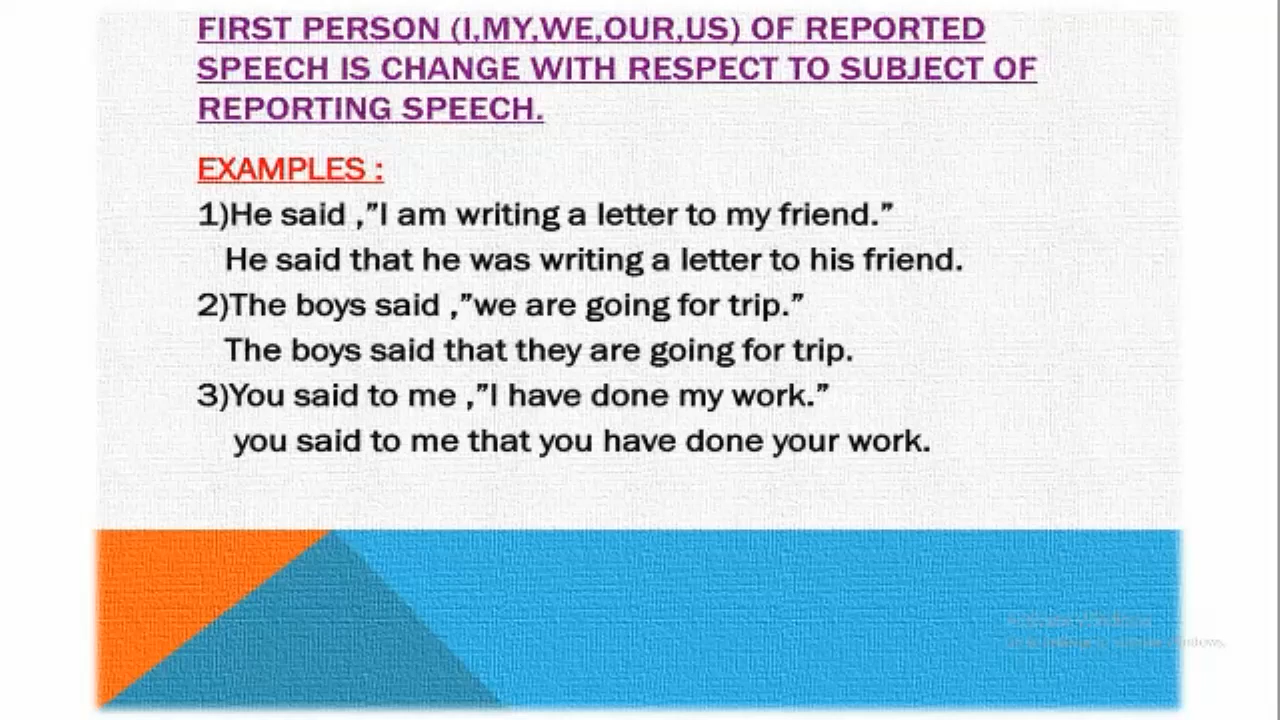 FIRST PERSON (I,MY,WE,OUR,US) OF REPORTED
SPEECH IS CHANGE WITH RESPECT TO SUBJECT OF
REPORTING SPEECH.
EXAMPLES :
1)He said ,”I am writing a letter to my friend.”
He said that he was writing a letter to his friend.
2)The boys said ,”we are going for trip.”
The boys said that they are going for trip.
3)You said to me ,”I have done my work.”
you said to me that you have done your work.